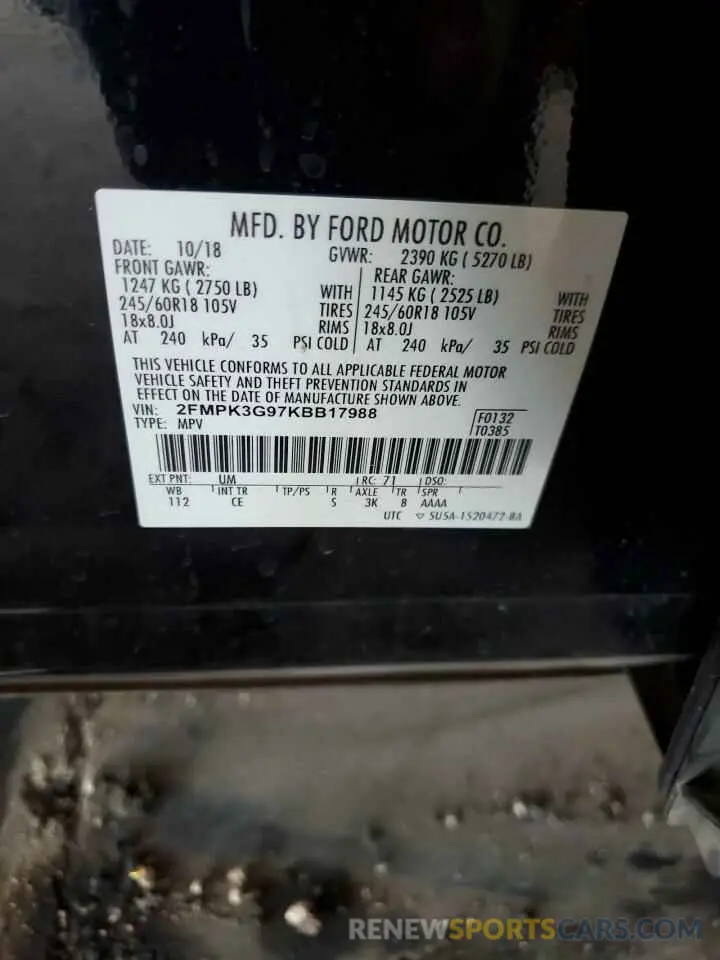 MFD. BY FORD MOTOR CO.
DATE: 10/18 GVWR: 2390 KG ( 5270 LB)
FRONT GAWR: REAR GAWR:
1247 KG ( 2750 LB) WITH 1145 KG ( 2525 LB) WITH
245/60R18 105V TIRES 245/60R18 105V TIRES
18x8.0J RIMS 18x8.0J RIMS
AT 240 kPa/ 35 PSI COLD AT 240 kPa/ 35 PSI COLD
THIS VEHICLE CONFORMS TO ALL APPLICABLE FEDERAL MOTOR
VEHICLE SAFETY AND THEFT PREVENTION STANDARDS IN
EFFECT ON THE DATE OF MANUFACTURE SHOWN ABOVE.
VIN: 2FMPK3G97KBB17988
TYPE: MPV
F0132
T0385
EXT PNT: UM RC: 71 DSO:
WB INT TR TP/PS R AXLE TR SPR
112 CE S 3K 8 AAAA
UTC 5U5A-1520472-BA
RENEWSPORTSCARS.COM